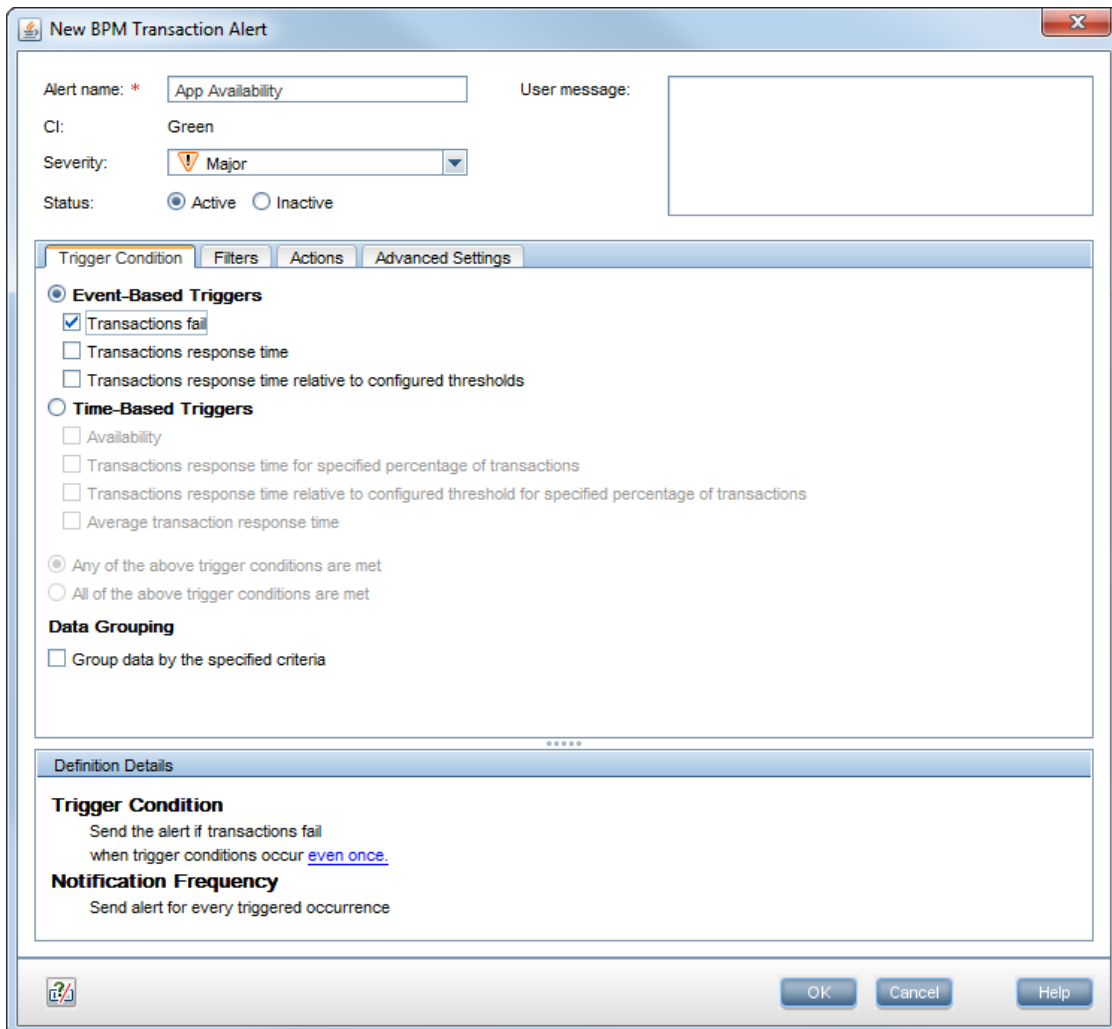 New BPM Transaction Alert
Alert name: * App Availability User message:
CI: Green
Severity: Major
Status: Active Inactive
Trigger Condition Filters Actions Advanced Settings
Event-Based Triggers
Transactions fail
Transactions response time
Transactions response time relative to configured thresholds
Time-Based Triggers
Availability
Transactions response time for specified percentage of transactions
Transactions response time relative to configured threshold for specified percentage of transactions
Average transaction response time
Any of the above trigger conditions are met
All of the above trigger conditions are met
Data Grouping
Group data by the specified criteria
Definition Details
Trigger Condition
Send the alert if transactions fail
when trigger conditions occur even once.
Notification Frequency
Send alert for every triggered occurrence
OK Cancel Help